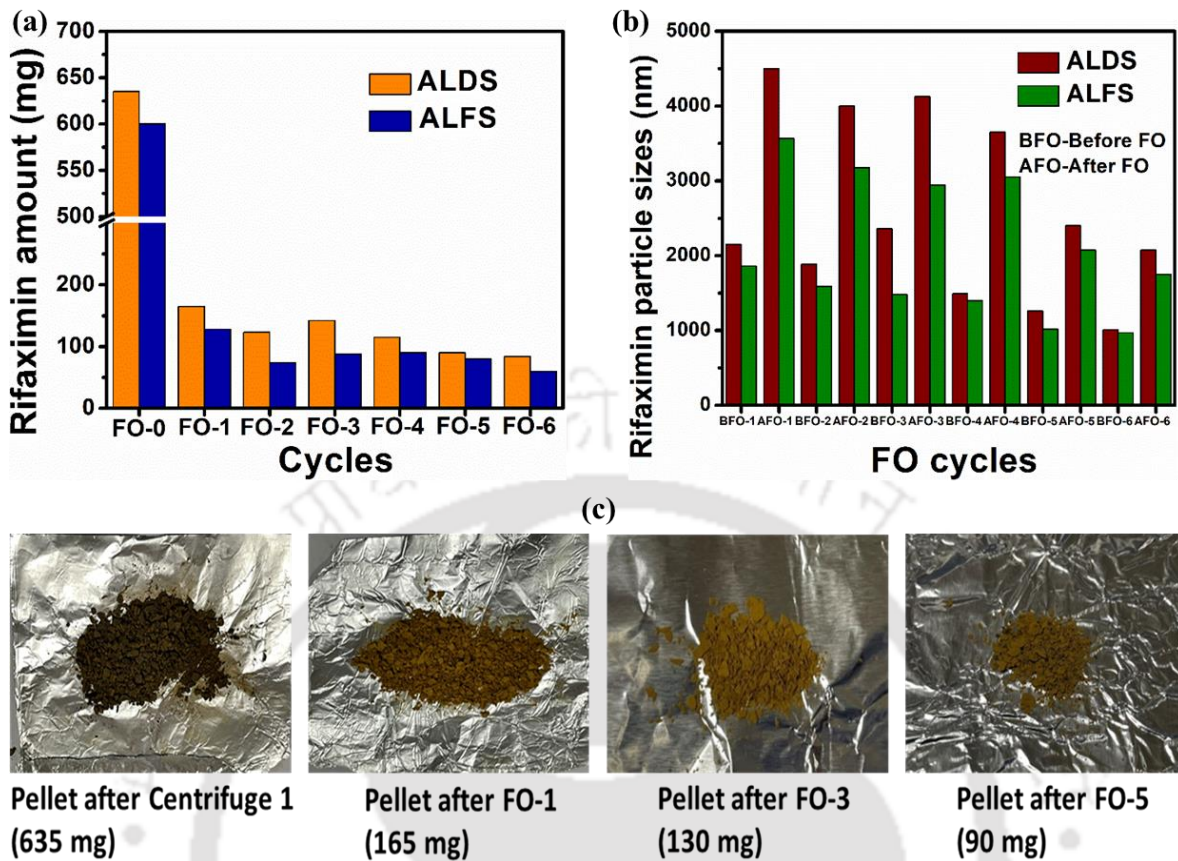 (a)
700
650
600
550
500
200
100
0
Rifaximin amount (mg)
ALDS
ALFS
FO-0 FO-1 FO-2 FO-3 FO-4 FO-5 FO-6
Cycles
(b)
5000
4000
3000
2000
1000
0
Rifaximin particle sizes (nm)
ALDS
ALFS
BFO-Before FO
AFO-After FO
BFO-1 AFO-1 BFO-2 AFO-2 BFO-3 AFO-3 BFO-4 AFO-4 BFO-5 AFO-5 BFO-6 AFO-6
FO cycles
(c)
Pellet after Centrifuge 1
(635 mg)
Pellet after FO-1
(165 mg)
Pellet after FO-3
(130 mg)
Pellet after FO-5
(90 mg)